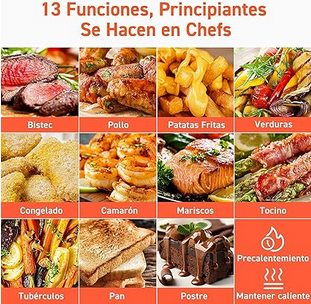 13 Funciones, Principiantes
Se Hacen en Chefs
Bistec
Pollo
Patatas Fritas
Verduras
Congelado
Camarón
Mariscos
Tocino
Tubérculos
Pan
Postre
Precalentemiento
Mantener caliente